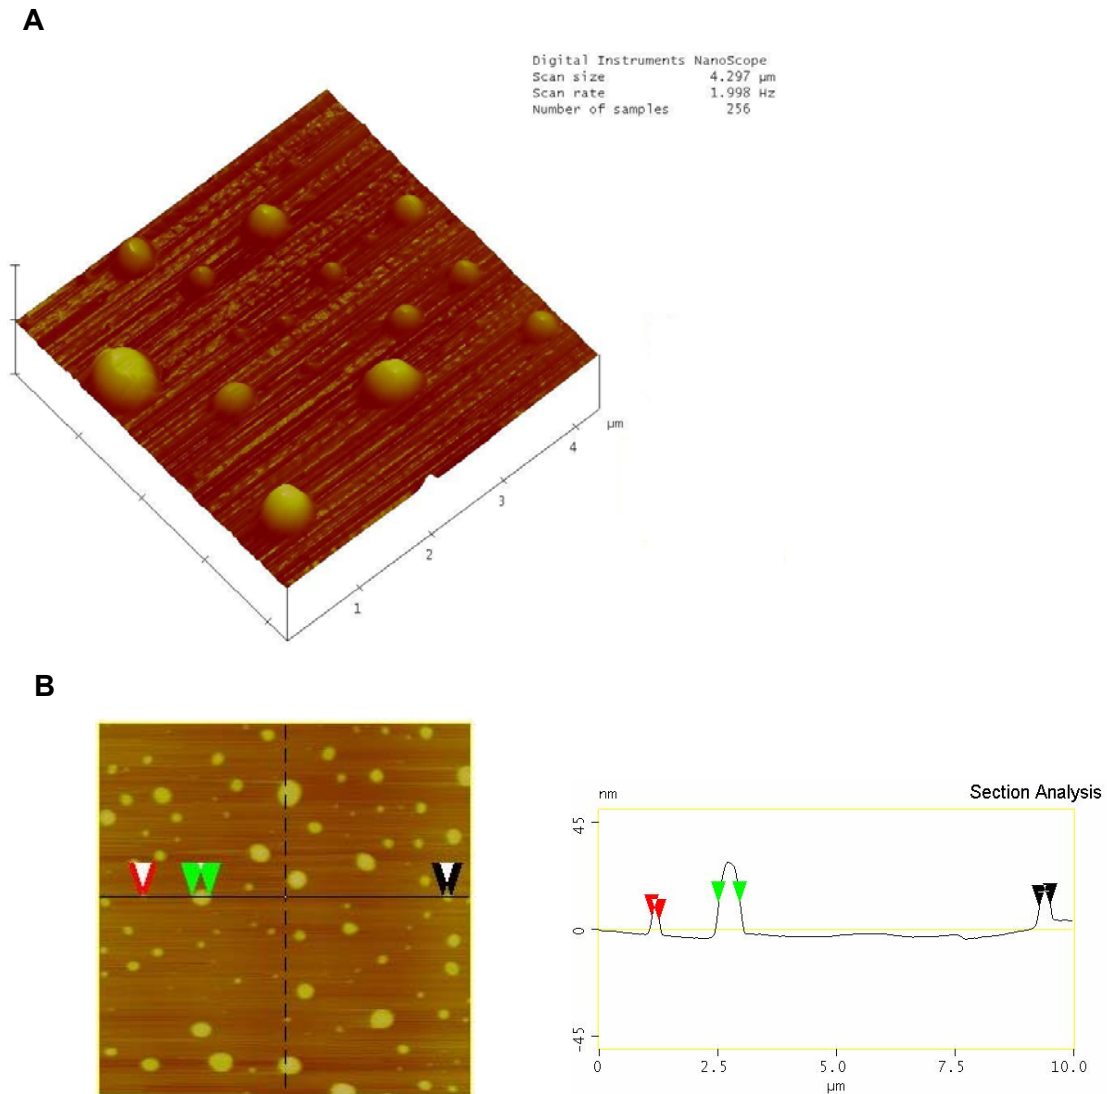 A
Digital Instruments NanoScope
Scan size 4.297 µm
Scan rate 1.998 Hz
Number of samples 256
µm
4
3
2
1
B
nm
Section Analysis
45
0
-45
0 2.5 5.0 7.5 10.0
µm